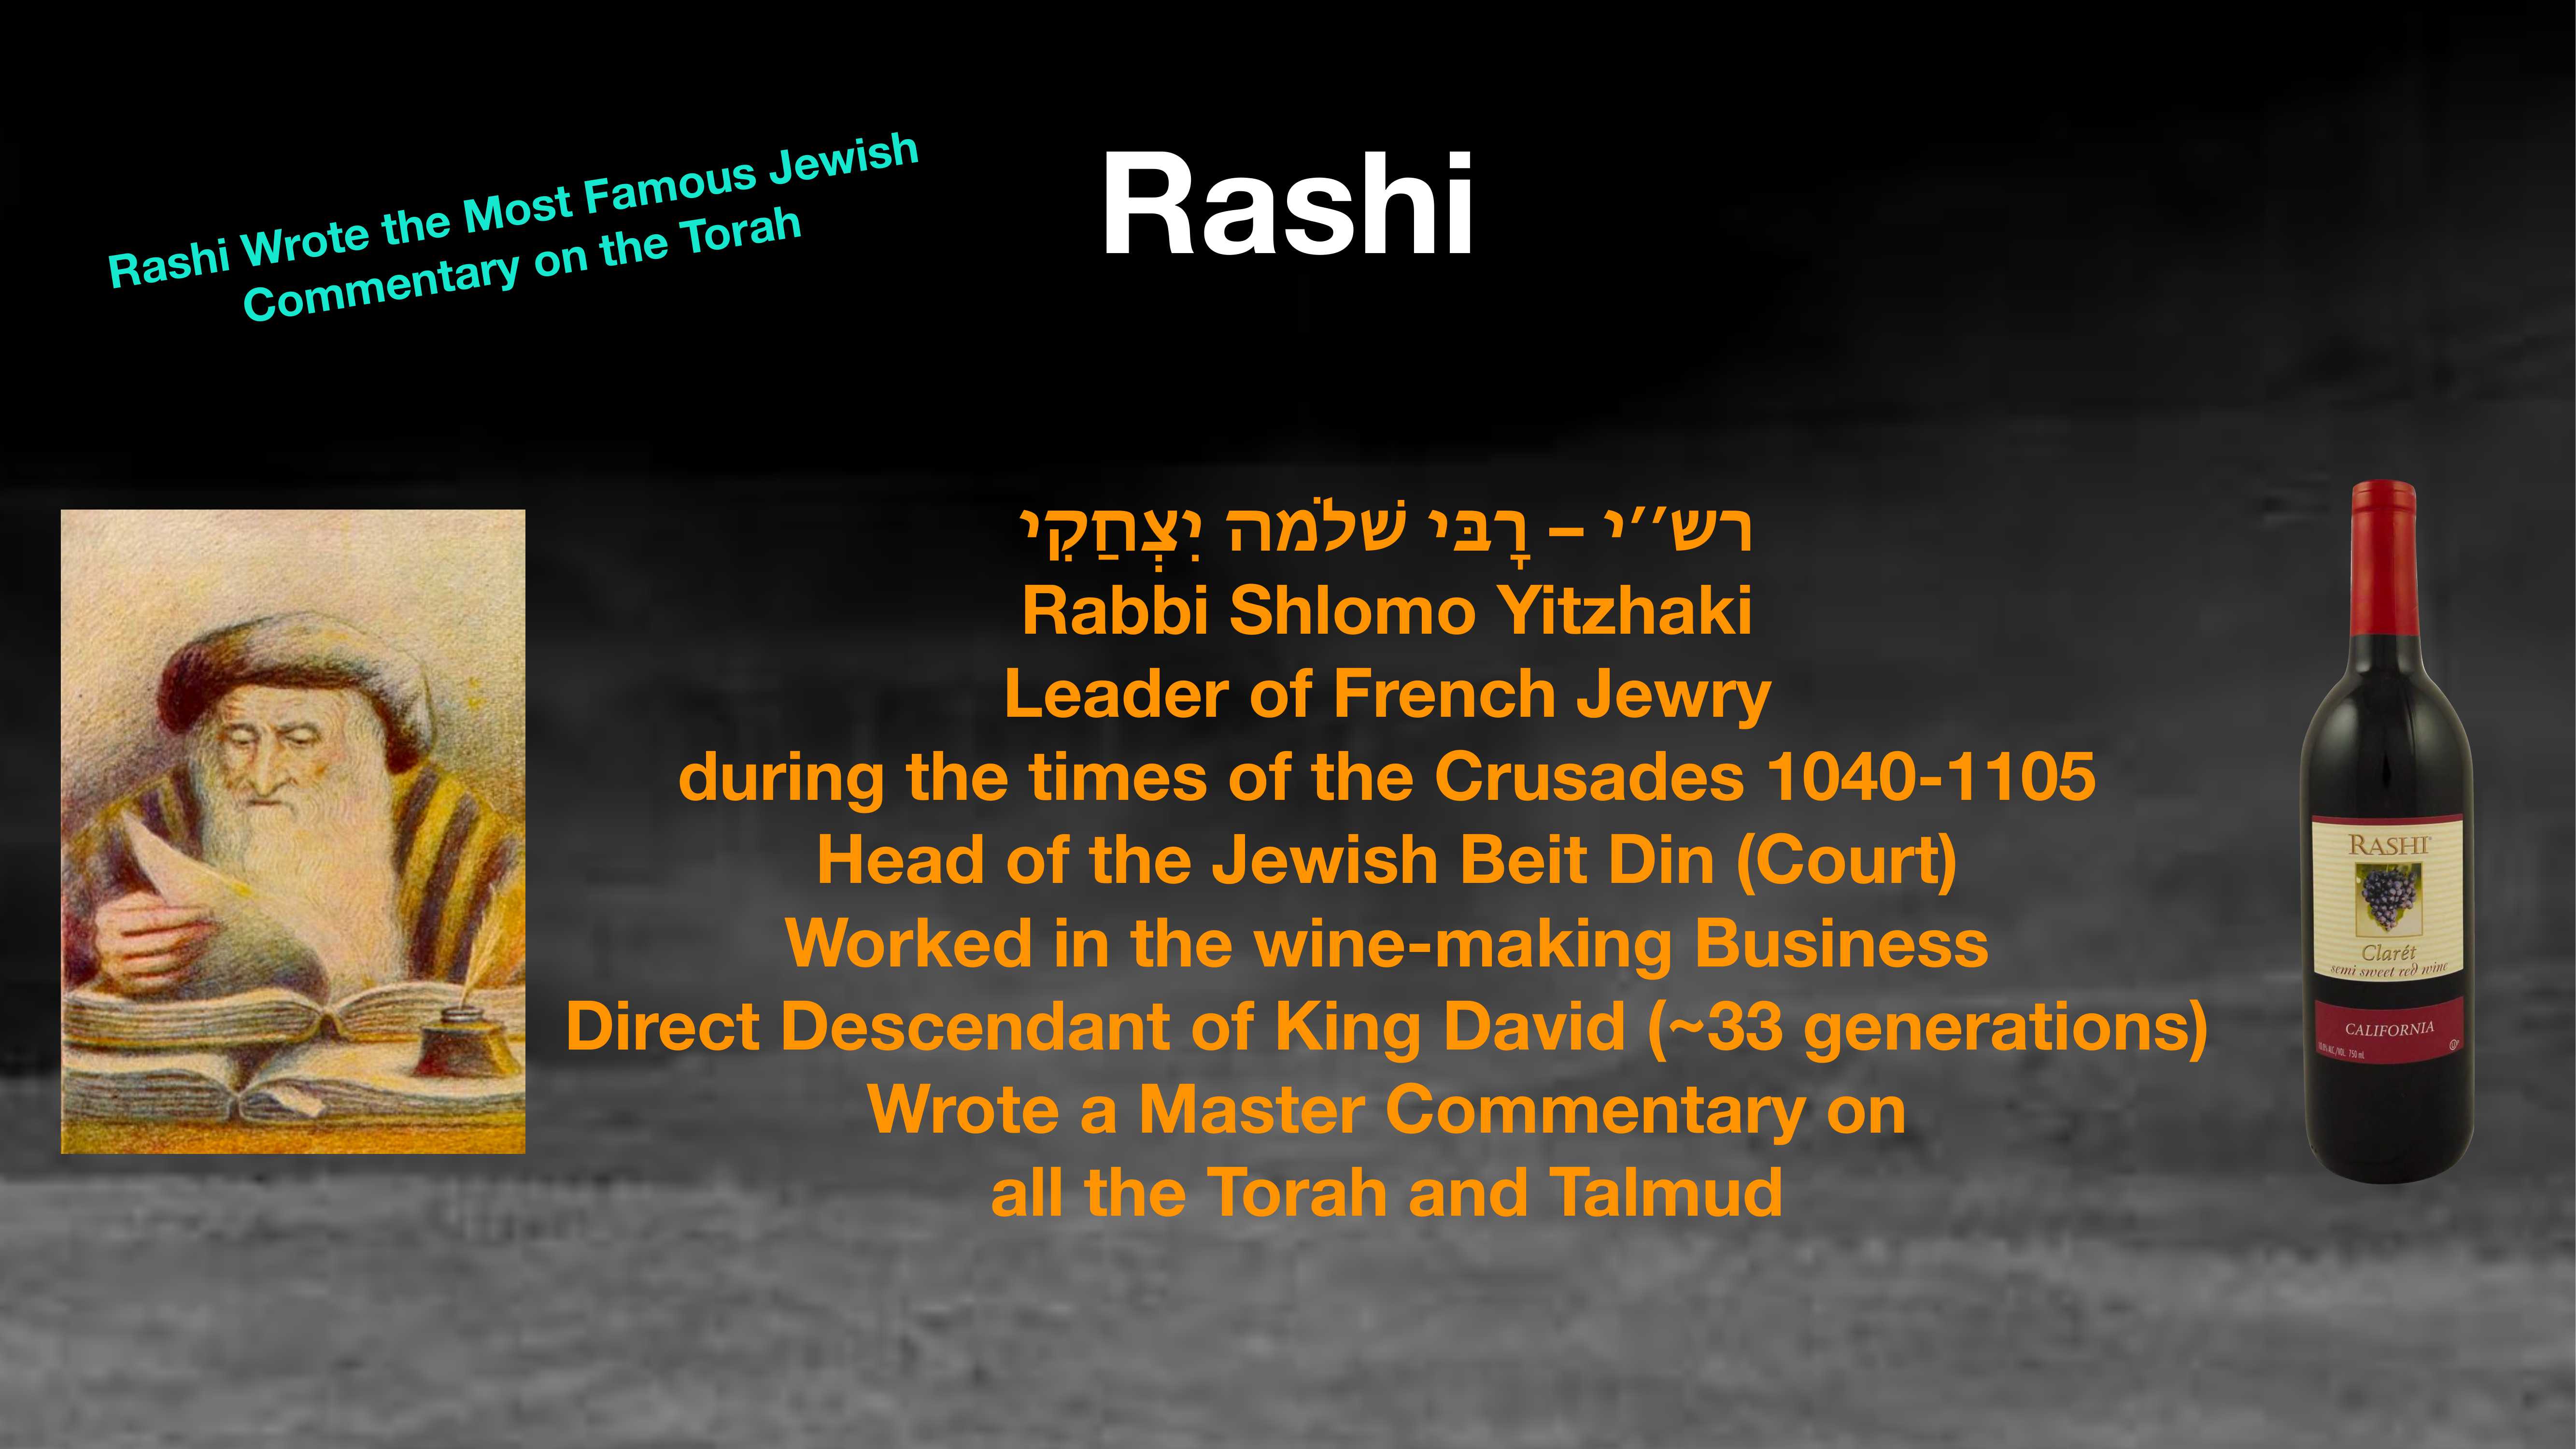 Rashi
Rashi Wrote the Most Famous Jewish
Commentary on the Torah
רש׳׳י – רָבִּי שׁלֹמה יִצְחַקִי
Rabbi Shlomo Yitzhaki
Leader of French Jewry
during the times of the Crusades 1040-1105
Head of the Jewish Beit Din (Court)
Worked in the wine-making Business
Direct Descendant of King David (~33 generations)
Wrote a Master Commentary on
all the Torah and Talmud
RASHI
Clarét
semi sweet red wine
CALIFORNIA
750 ml